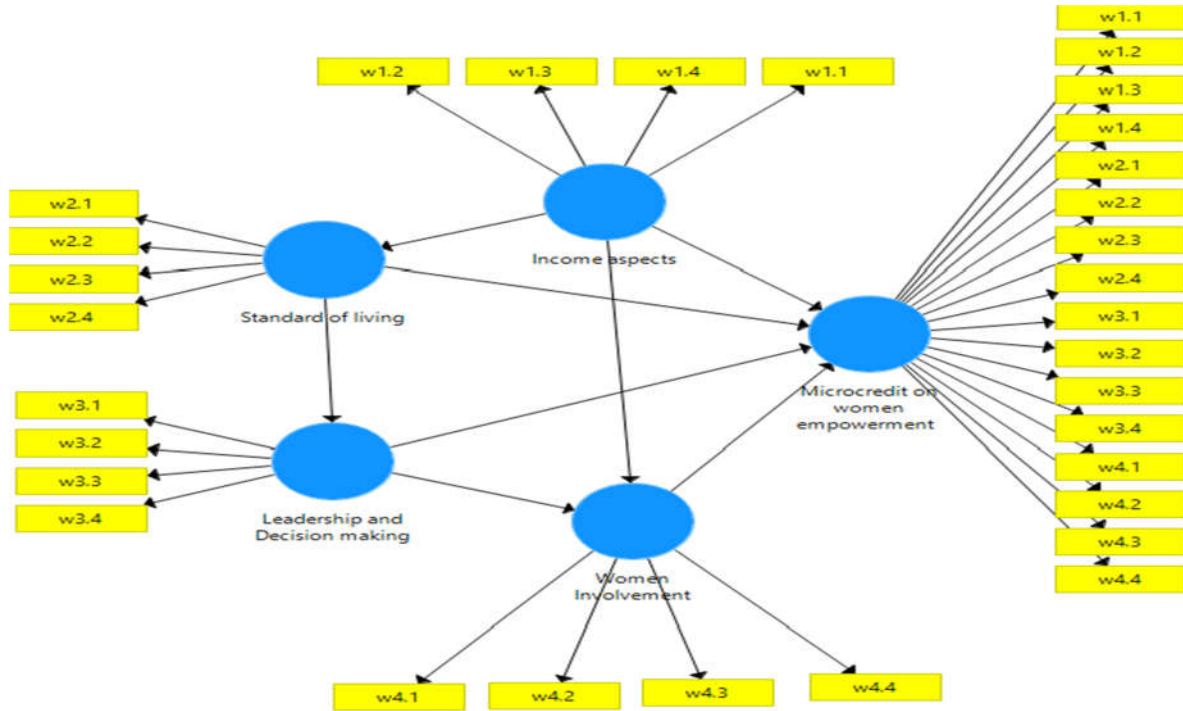 w1.2
w1.3
w1.4
w1.1
Income aspects
w2.1
w2.2
w2.3
w2.4
Standard of living
w3.1
w3.2
w3.3
w3.4
Leadership and
Decision making
Women
Involvement
w4.1
w4.2
w4.3
w4.4
Microcredit on
women
empowerment
w1.1
w1.2
w1.3
w1.4
w2.1
w2.2
w2.3
w2.4
w3.1
w3.2
w3.3
w3.4
w4.1
w4.2
w4.3
w4.4